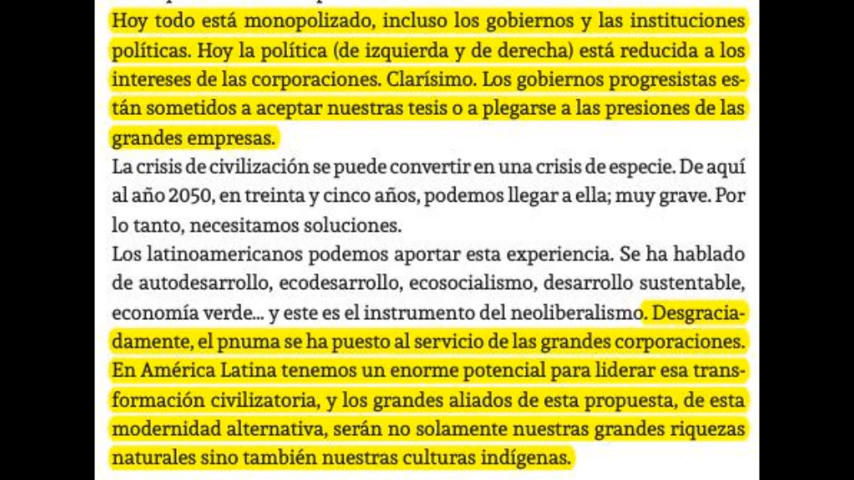 Hoy todo está monopolizado, incluso los gobiernos y las instituciones
políticas. Hoy la política (de izquierda y de derecha) está reducida a los
intereses de las corporaciones. Clarísimo. Los gobiernos progresistas es-
tán sometidos a aceptar nuestras tesis o a plegarse a las presiones de las
grandes empresas.
La crisis de civilización se puede convertir en una crisis de especie. De aquí
al año 2050, en treinta y cinco años, podemos llegar a ella; muy grave. Por
lo tanto, necesitamos soluciones.
Los latinoamericanos podemos aportar esta experiencia. Se ha hablado
de autodesarrollo, ecodesarrollo, ecosocialismo, desarrollo sustentable,
economía verde... y este es el instrumento del neoliberalismo. Desgracia-
damente, el pnuma se ha puesto al servicio de las grandes corporaciones.
En América Latina tenemos un enorme potencial para liderar esa trans-
formación civilizatoria, y los grandes aliados de esta propuesta, de esta
modernidad alternativa, serán no solamente nuestras grandes riquezas
naturales sino también nuestras culturas indígenas.